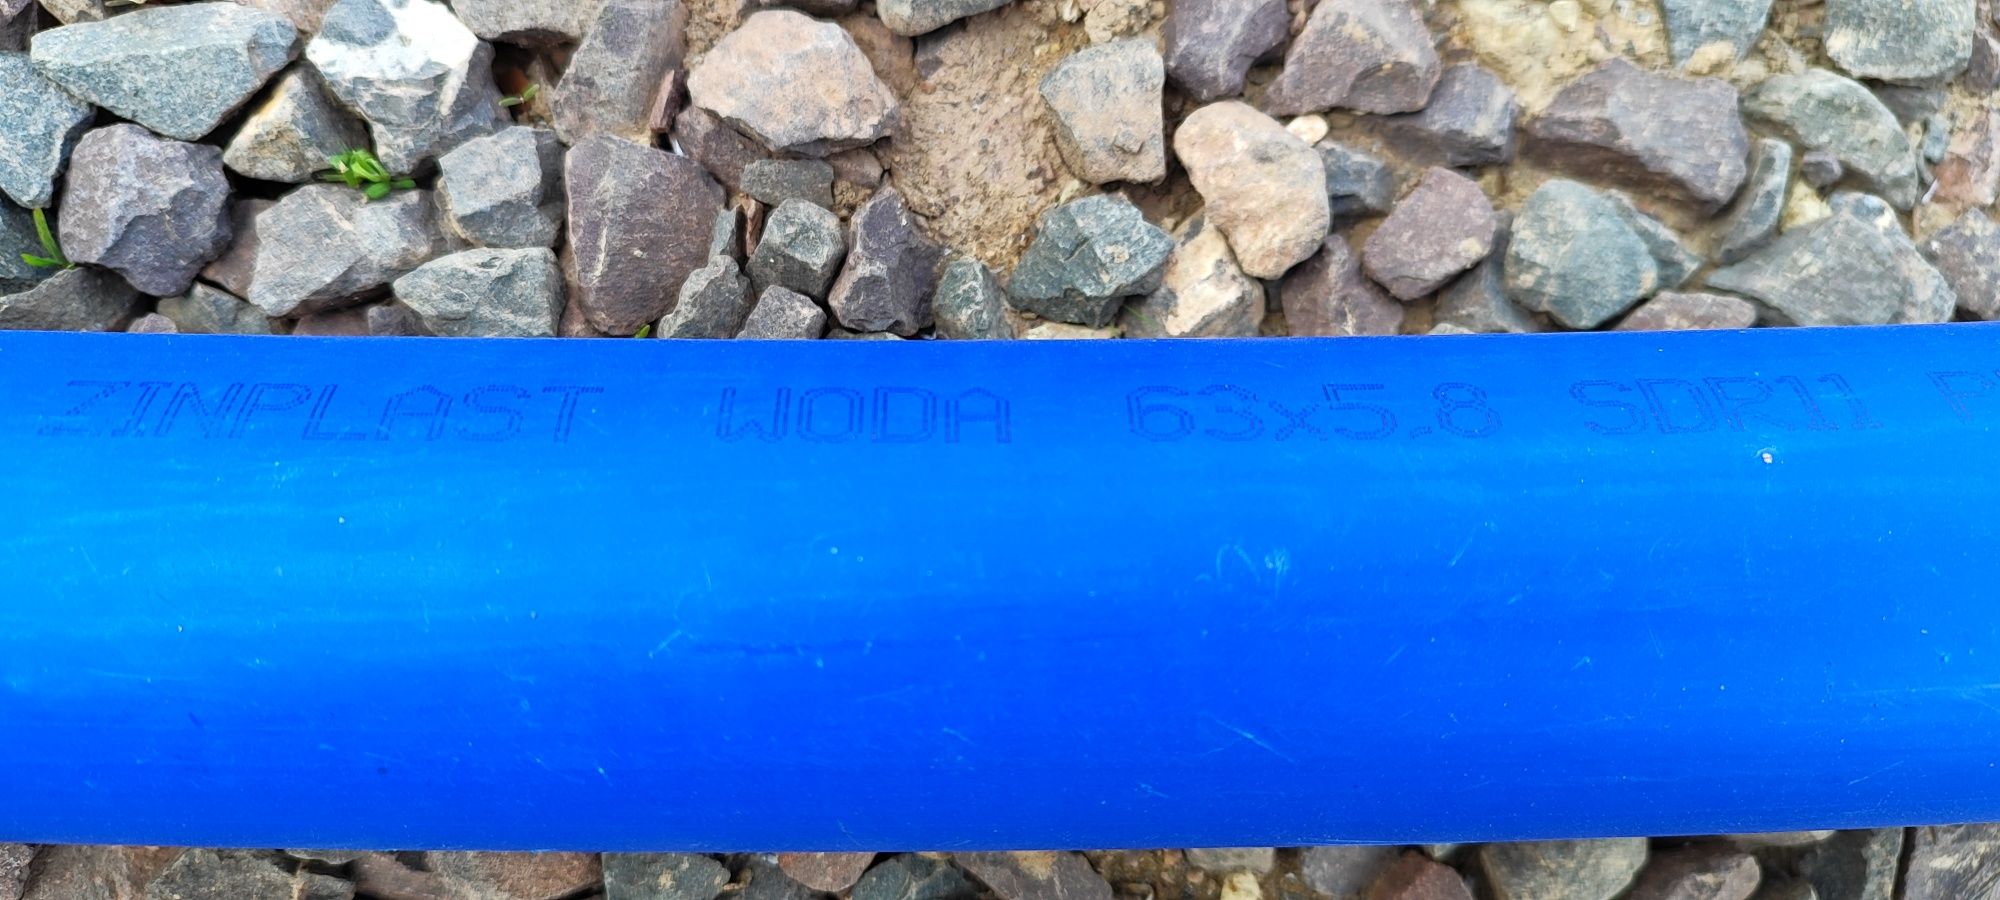 ZINPLAST WODA 63x5.8 SDR11 P